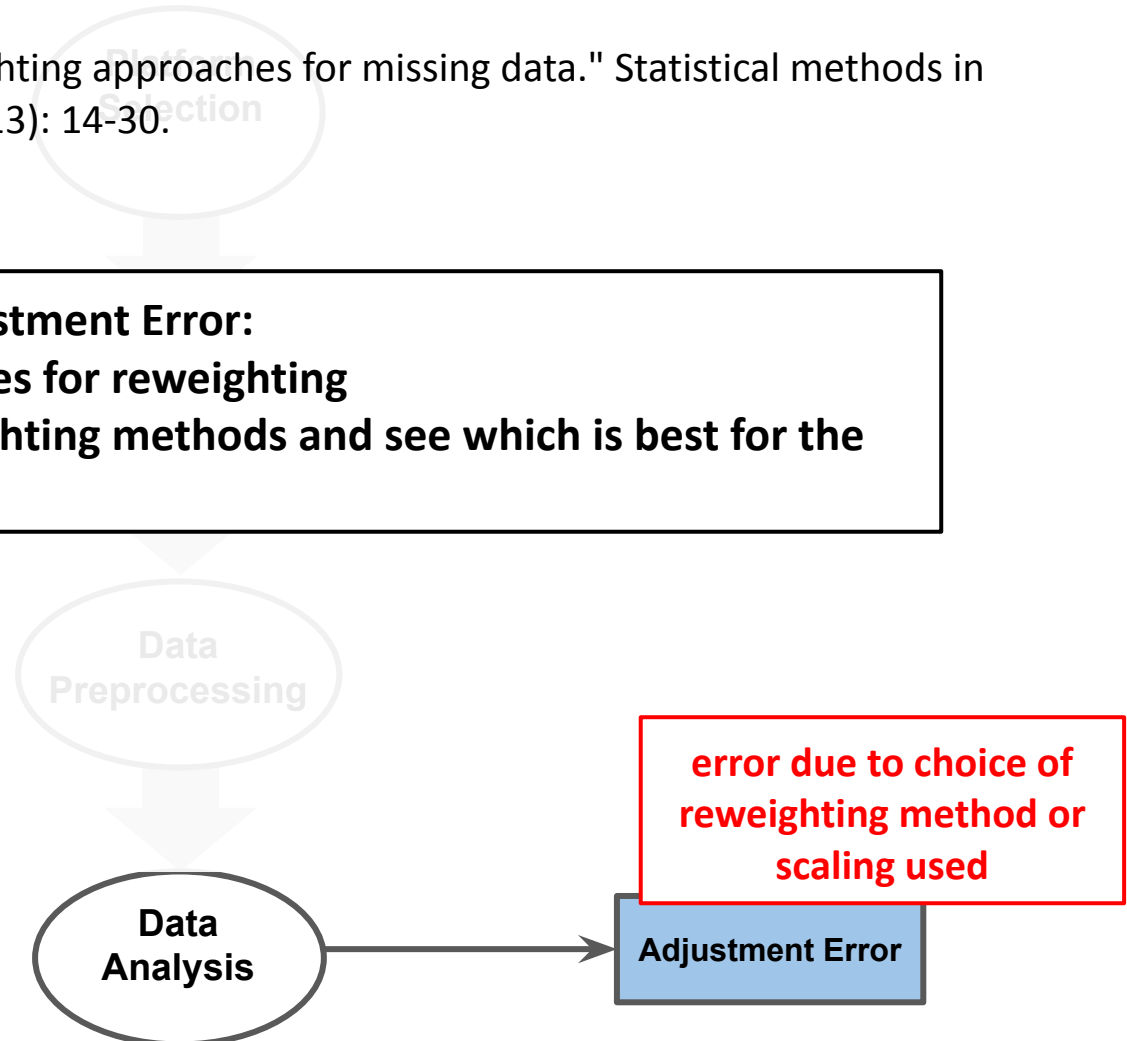 hting approaches for missing data." Statistical methods in
Platform
Selection
13): 14-30.
stment Error:
es for reweighting
hting methods and see which is best for the
Data
Preprocessing
error due to choice of
reweighting method or
scaling used
Data
Analysis
Adjustment Error